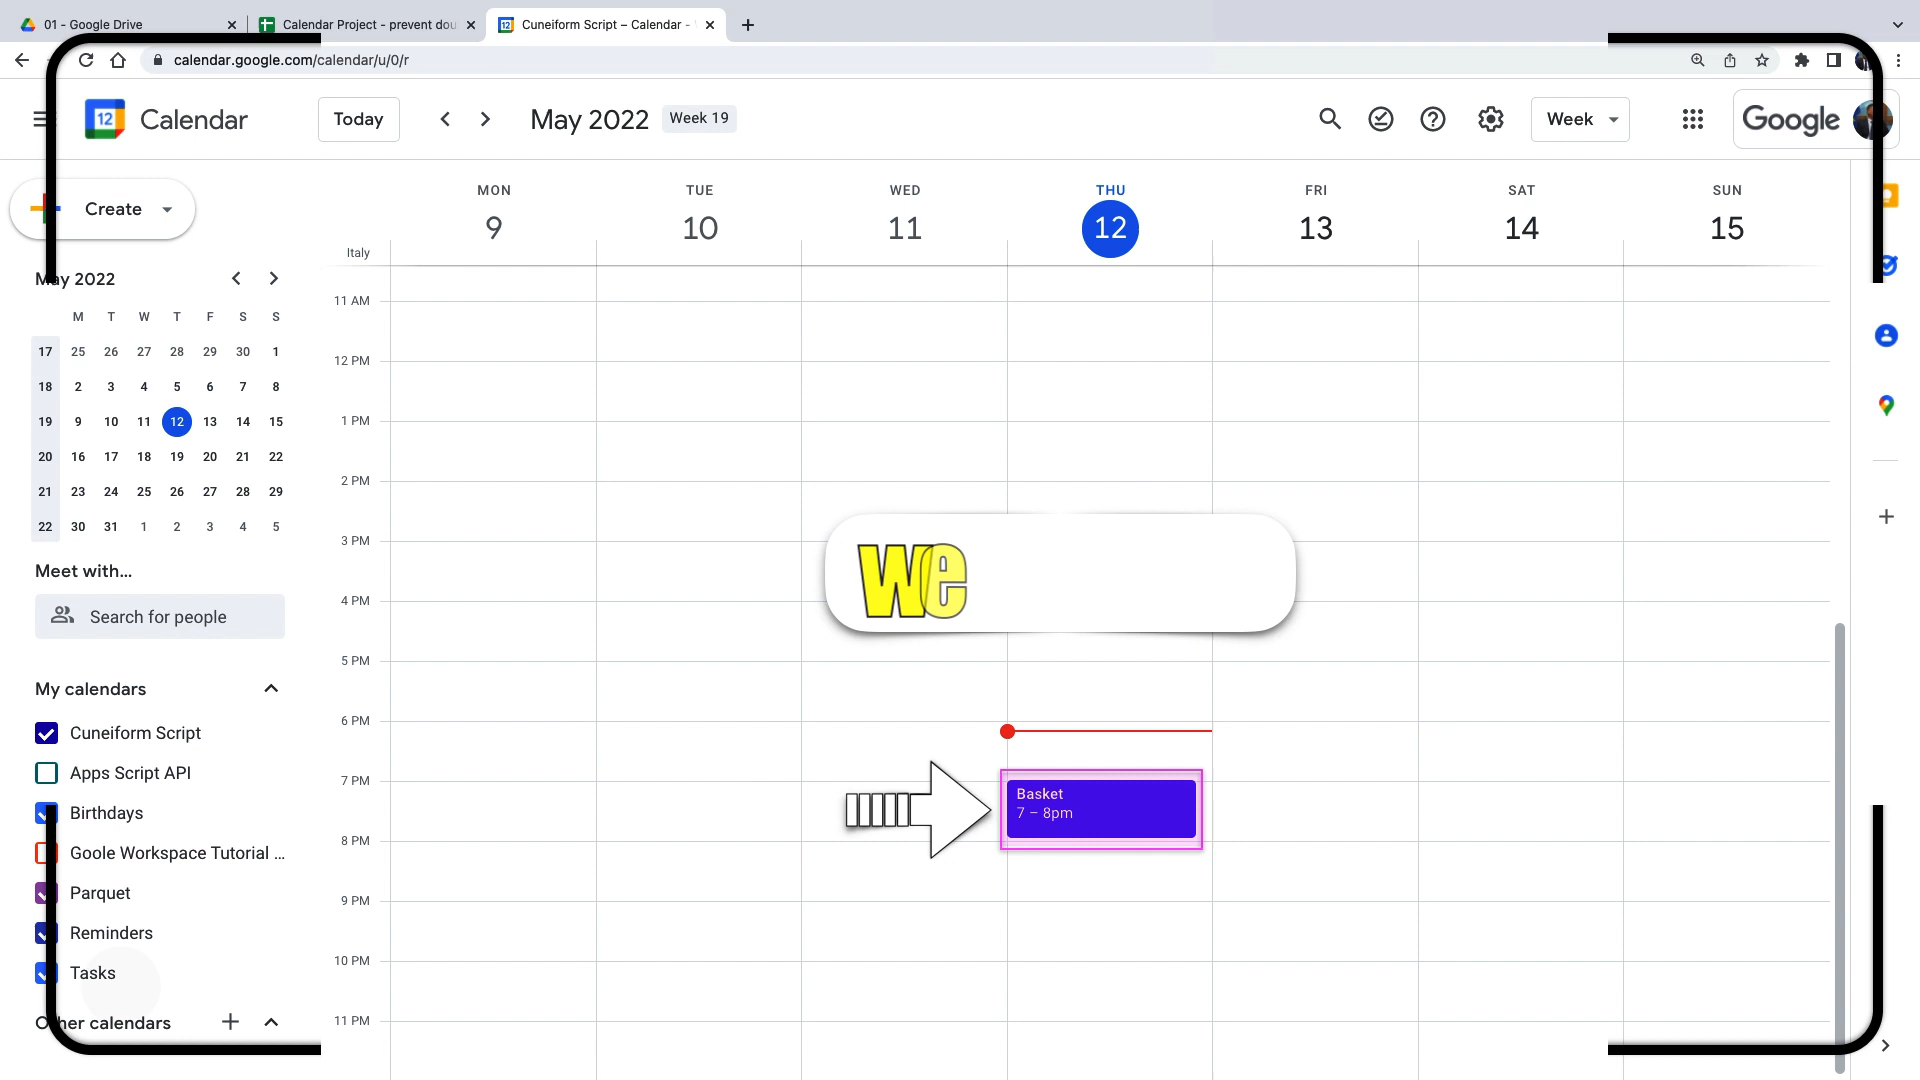 01 - Google Drive
Calendar Project - prevent dou
Cuneiform Script – Calendar -
calendar.google.com/calendar/u/0/r
12
Calendar
Today
May 2022
Week 19
Week
Google
Create
MON
TUE
WED
THU
FRI
SAT
SUN
9
10
11
12
13
14
15
Italy
May 2022
M T W T F S S
17 25 26 27 28 29 30 1
18 2 3 4 5 6 7 8
19 9 10 11 12 13 14 15
20 16 17 18 19 20 21 22
21 23 24 25 26 27 28 29
22 30 31 1 2 3 4 5
Meet with...
Search for people
My calendars
Cuneiform Script
Apps Script API
Birthdays
Goole Workspace Tutorial ...
Parquet
Reminders
Tasks
Other calendars
11 AM
12 PM
1 PM
2 PM
3 PM
We
4 PM
5 PM
6 PM
7 PM
Basket
7 – 8pm
8 PM
9 PM
10 PM
11 PM